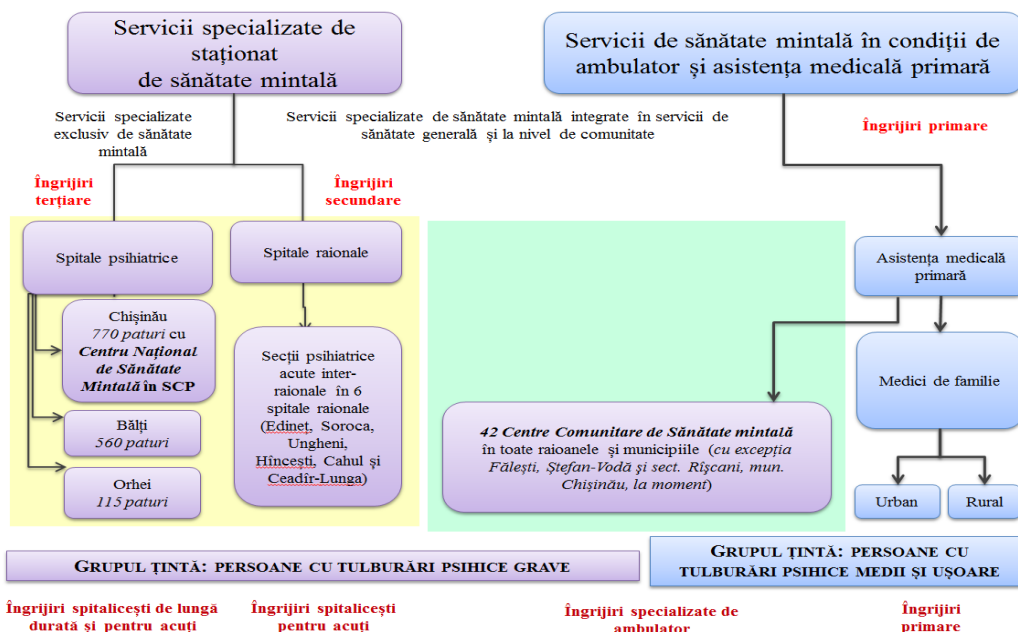 Servicii specializate de
staționat
de sănătate mintală
Servicii de sănătate mintală în condiții de
ambulator și asistența medicală primară
Servicii specializate
exclusiv de sănătate
mintală
Servicii specializate de sănătate mintală integrate în servicii de
sănătate generală și la nivel de comunitate
Îngrijiri primare
Îngrijiri
terțiare
Îngrijiri
secundare
Spitale psihiatrice
Spitale raionale
Asistența medicală
primară
Chișinău
770 paturi cu
Centru Național
de Sănătate
Mintală în SCP
Secții psihiatrice
acute inter-
raionale în 6
spitale raionale
(Edineț, Soroca,
Ungheni,
Hîncești, Cahul și
Ceadîr-Lunga)
Medici de familie
Bălți
560 paturi
42 Centre Comunitare de Sănătate mintală
în toate raioanele și municipiile (cu excepția
Fălești, Ștefan-Vodă și sect. Rîșcani, mun.
Chișinău, la moment)
Orhei
115 paturi
Urban
Rural
GRUPUL ȚINTĂ: PERSOANE CU TULBURĂRI PSIHICE GRAVE
GRUPUL ȚINTĂ: PERSOANE CU
TULBURĂRI PSIHICE MEDII ȘI UȘOARE
Îngrijiri spitalicești de lungă
durată și pentru acuți
Îngrijiri spitalicești
pentru acuți
Îngrijiri specializate de
ambulator
Îngrijiri
primare